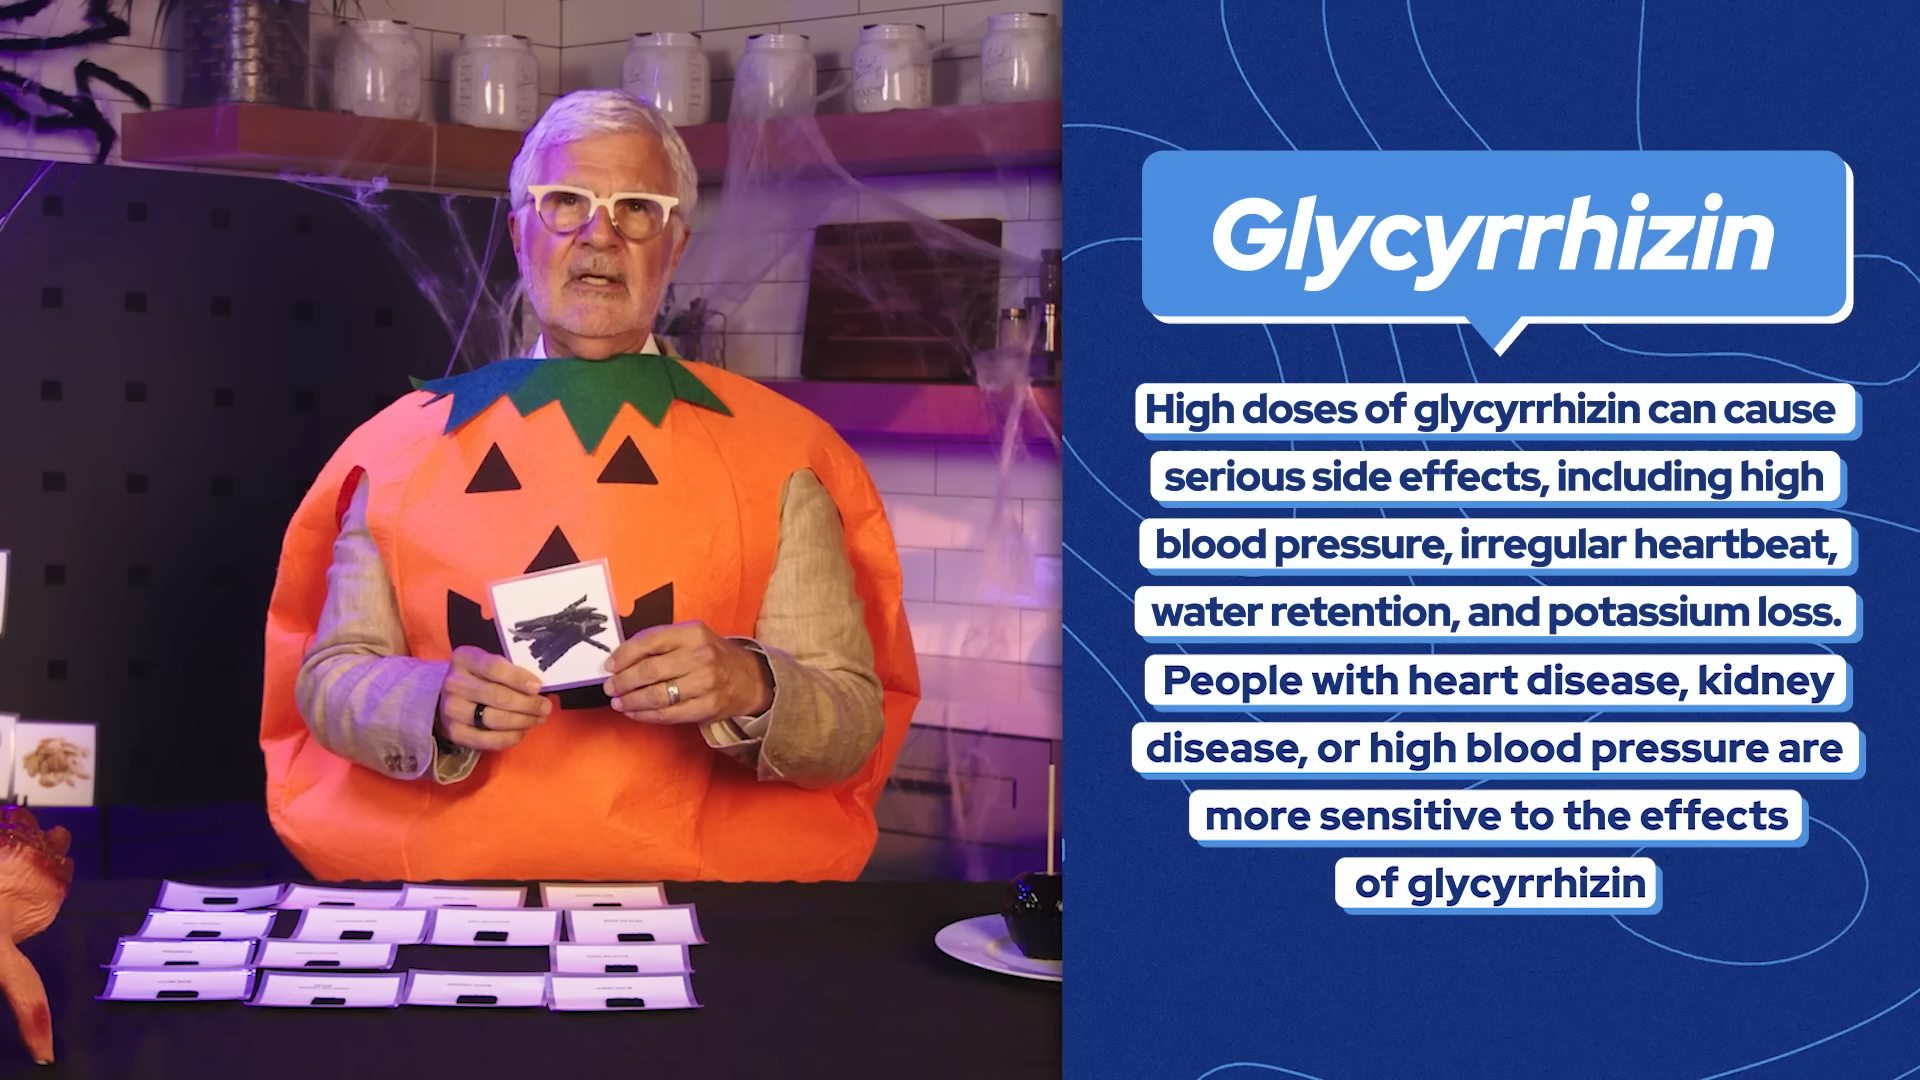 Glycyrrhizin
High doses of glycyrrhizin can cause
serious side effects, including high
blood pressure, irregular heartbeat,
water retention, and potassium loss.
People with heart disease, kidney
disease, or high blood pressure are
more sensitive to the effects
of glycyrrhizin